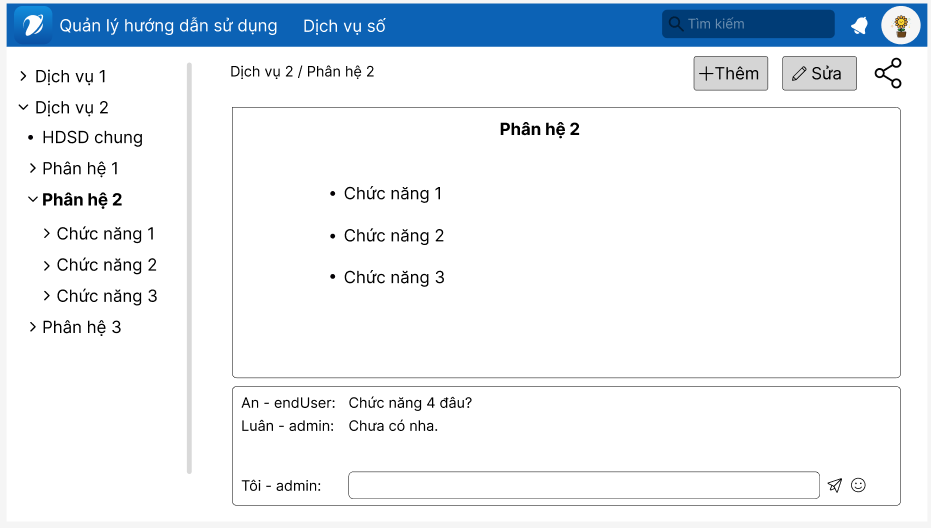 Quản lý hướng dẫn sử dụng Dịch vụ số Tìm kiếm
Dịch vụ 1
Dịch vụ 2
HDSD chung
Phân hệ 1
Phân hệ 2
Chức năng 1
Chức năng 2
Chức năng 3
Phân hệ 3
Dịch vụ 2 / Phân hệ 2
+Thêm Sửa
Phân hệ 2
• Chức năng 1
• Chức năng 2
• Chức năng 3
An - endUser: Chức năng 4 đâu?
Luân - admin: Chưa có nha.
Tôi - admin: